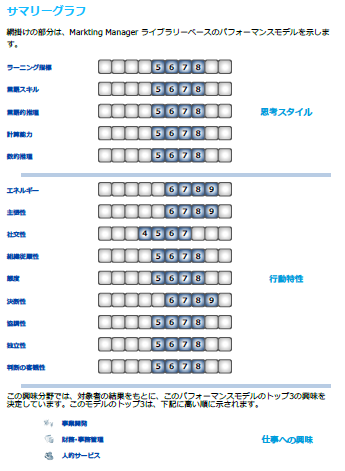 サマリーグラフ
網掛けの部分は、Markting Manager ライブラリーベースのパフォーマンスモデルを示しま
す。
ラーニング指標 5 6 7 8
言語スキル 5 6 7 8
言語的推理 5 6 7 8
思考スタイル
計算能力 5 6 7 8
数的推理 5 6 7 8
エネルギー 6 7 8 9
主張性 6 7 8 9
社交性 4 5 6 7
組織従順性 5 6 7 8
態度 5 6 7 8
行動特性
決断性 6 7 8 9
協調性 5 6 7 8
独立性 5 6 7 8
判断の客観性 5 6 7 8
この興味分野では、対象者の結果をもとに、このパフォーマンスモデルのトップ3の興味を
決定しています。このモデルのトップ3は、下記に高い順に示されます。
事業開発
財務・事務管理
仕事への興味
人的サービス